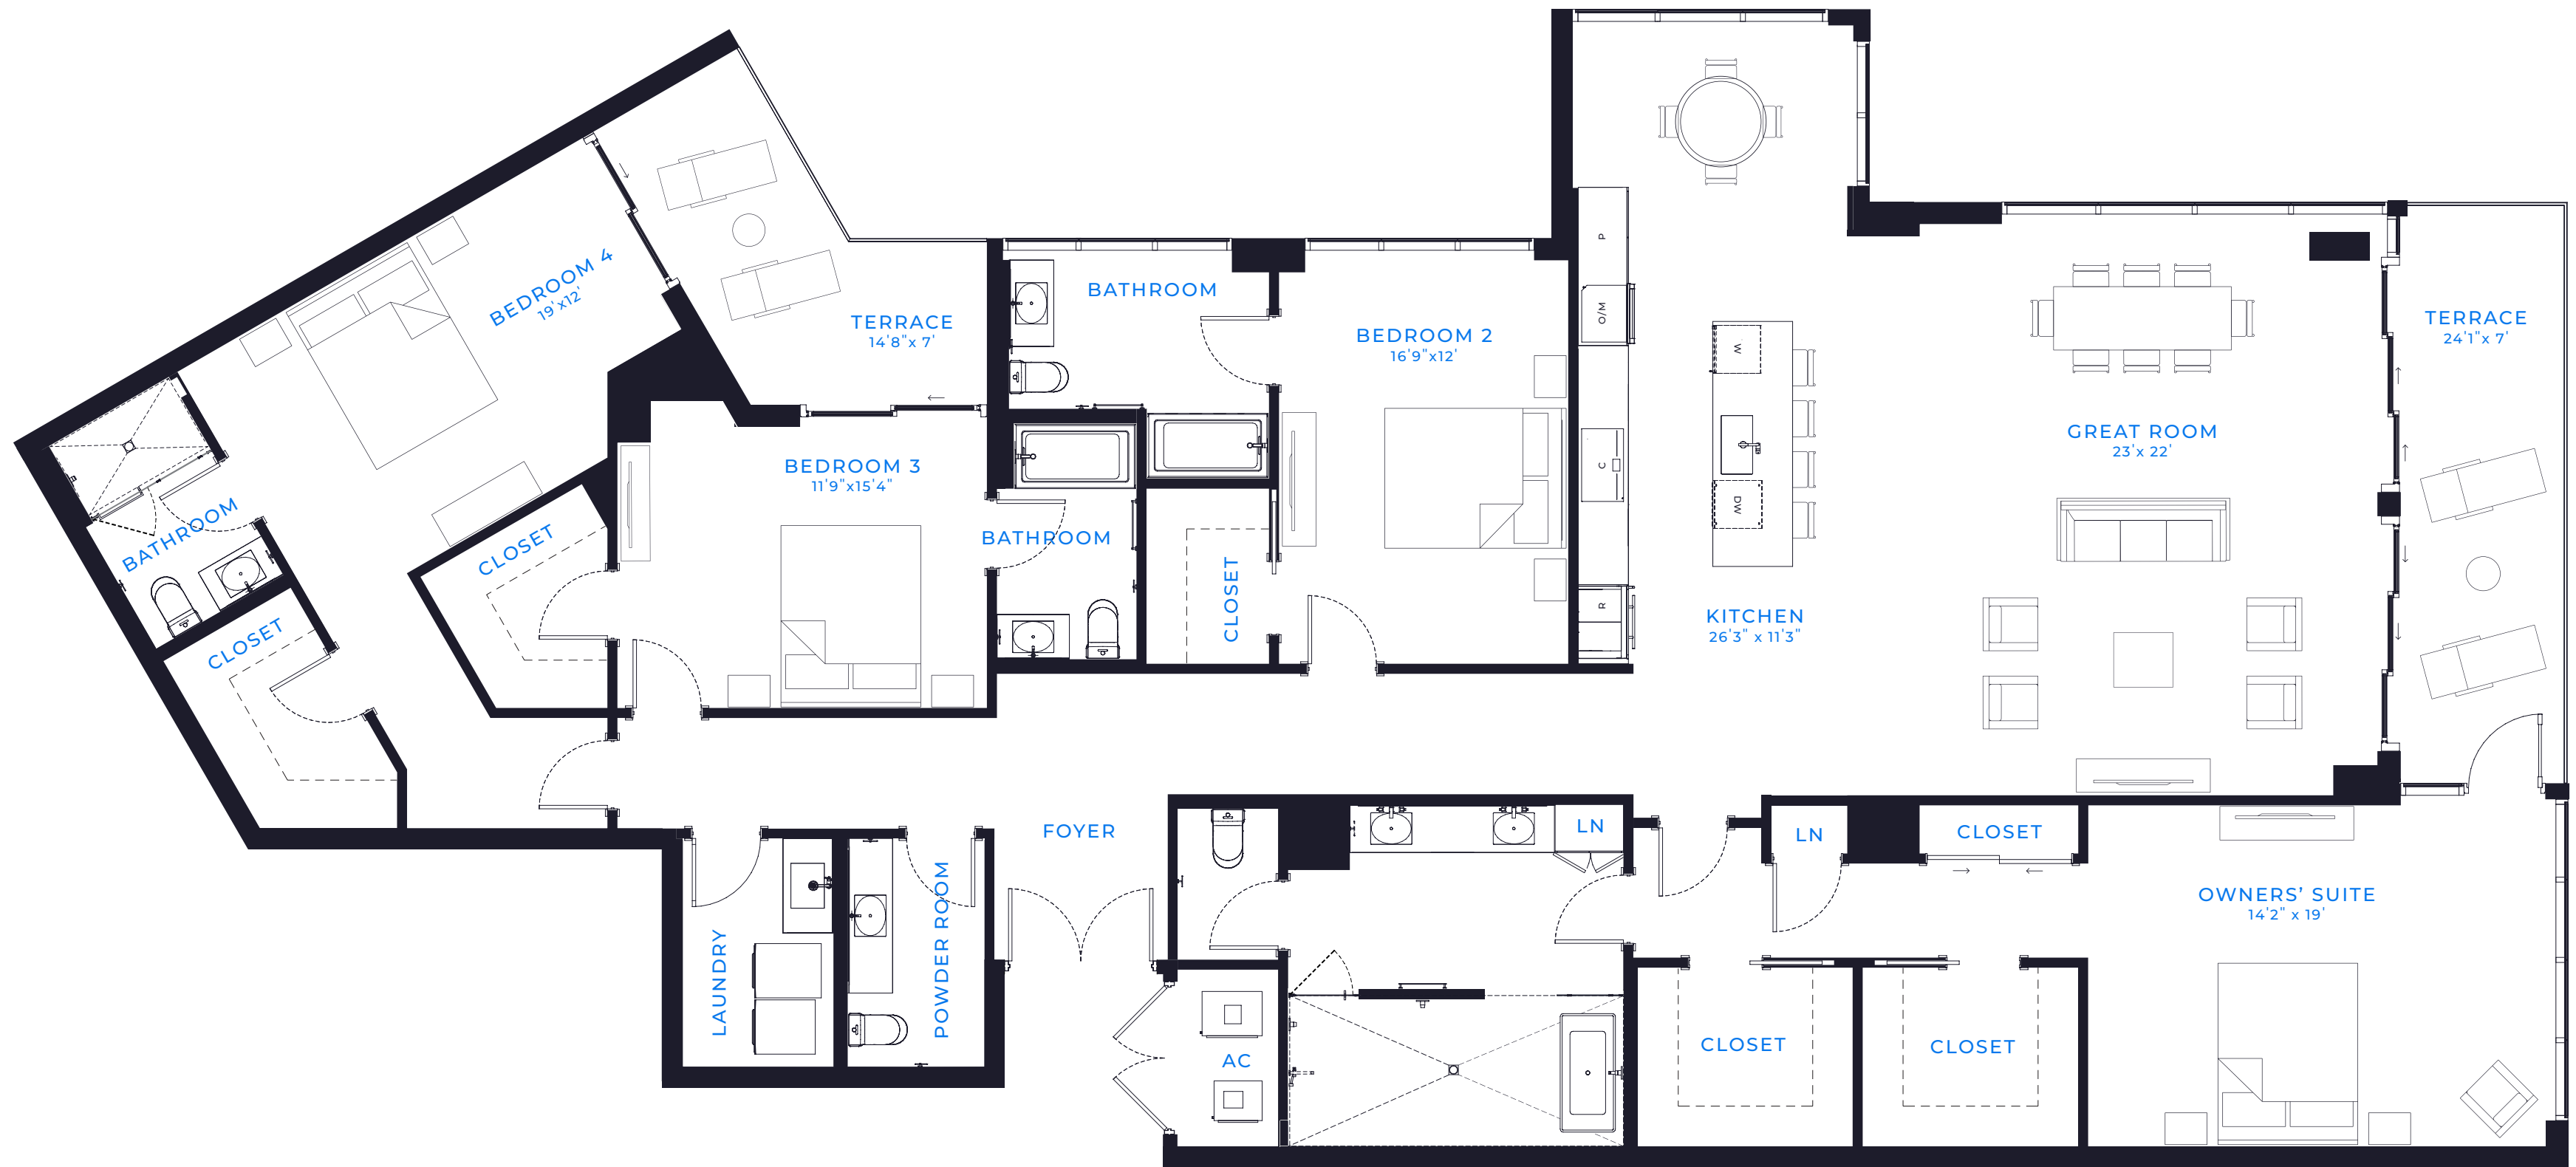 BEDROOM 4
19'x12'
TERRACE
14'8"x 7'
BATHROOM
BEDROOM 2
16'9"x12'
P
O/M
W
C
DW
R
KITCHEN
26'3" x 11'3"
GREAT ROOM
23'x 22'
TERRACE
24'1"x 7'
BEDROOM 3
11'9"x15'4"
BATHROOM
CLOSET
BATHROOM
CLOSET
CLOSET
FOYER
LAUNDRY
POWDER ROOM
AC
LN
LN
CLOSET
CLOSET
CLOSET
OWNERS’ SUITE
14'2" x 19'